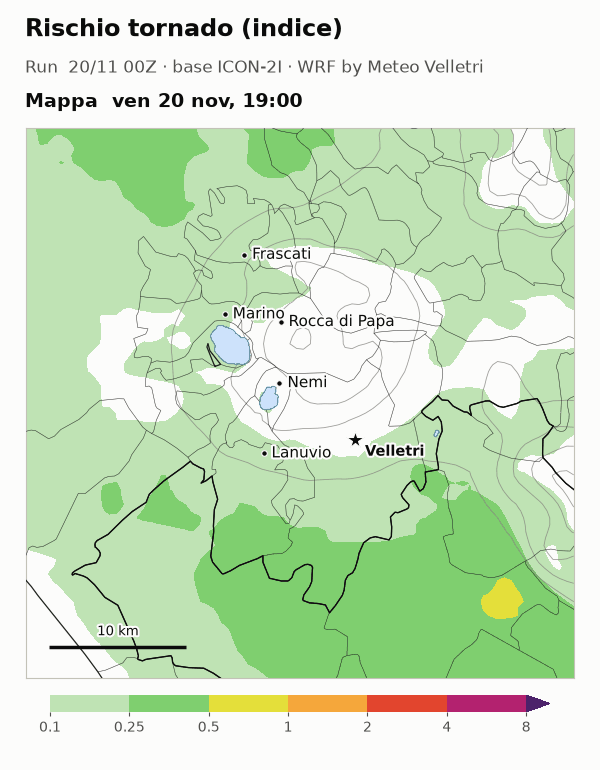 Rischio tornado (indice)
Run  20/11 00Z · base ICON-2I · WRF by Meteo Velletri
Mappa  ven 20 nov, 19:00
Frascati
Marino
Rocca di Papa
Nemi
Velletri
Lanuvio
10 km
0.1 0.25 0.5 1 2 4 8